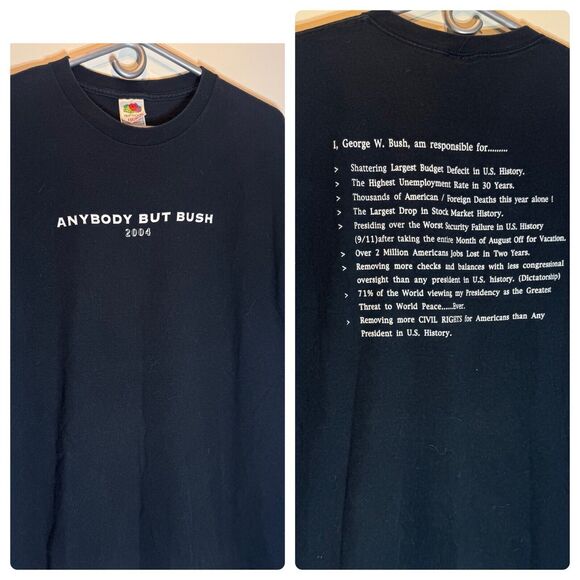 ANYBODY BUT BUSH
2004
I, George W. Bush, am responsible for.........
> Shattering Largest Budget Defecit in U.S. History.
> The Highest Unemployment Rate in 30 Years.
> Thousands of American / Foreign Deaths this year alone !
> The Largest Drop in Stock Market History.
> Presiding over the Worst Security Failure in U.S. History
(9/11)after taking the entire Month of August Off for Vacation.
> Over 2 Million Americans Jobs Lost in Two Years.
> Removing more checks and balances with less congressional
oversight than any president in U.S. history. (Dictatorship)
> 71% of the World viewing my Presidency as the Greatest
Threat to World Peace......Ever.
> Removing more CIVIL RIGHTS for Americans than Any
President in U.S. History.